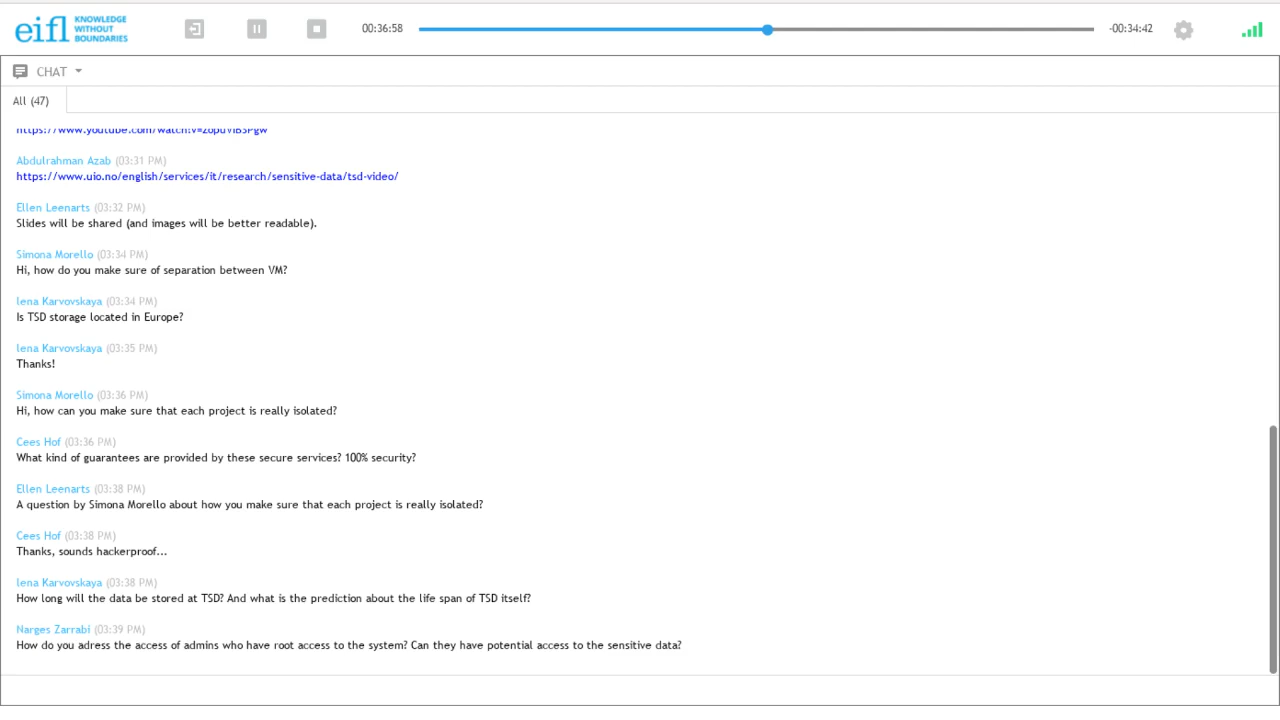 eifl KNOWLEDGE
WITHOUT
BOUNDARIES
00:36:58
-00:34:42
CHAT
All (47)
Abdulrahman Azab (03:31 PM)
https://www.uio.no/english/services/it/research/sensitive-data/tsd-video/
Ellen Leenarts (03:32 PM)
Slides will be shared (and images will be better readable).
Simona Morello (03:34 PM)
Hi, how do you make sure of separation between VM?
lena Karvovskaya (03:34 PM)
Is TSD storage located in Europe?
lena Karvovskaya (03:35 PM)
Thanks!
Simona Morello (03:36 PM)
Hi, how can you make sure that each project is really isolated?
Cees Hof (03:36 PM)
What kind of guarantees are provided by these secure services? 100% security?
Ellen Leenarts (03:38 PM)
A question by Simona Morello about how you make sure that each project is really isolated?
Cees Hof (03:38 PM)
Thanks, sounds hackerproof...
lena Karvovskaya (03:38 PM)
How long will the data be stored at TSD? And what is the prediction about the life span of TSD itself?
Narges Zarrabi (03:39 PM)
How do you adress the access of admins who have root access to the system? Can they have potential access to the sensitive data?